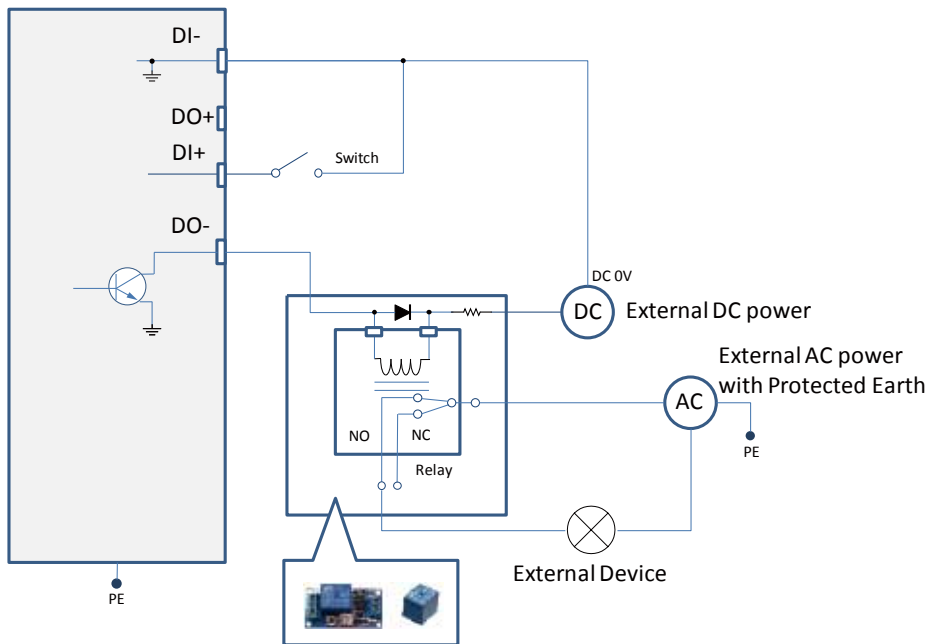 DI-
DO+
DI+
Switch
DO-
DC 0V
DC
External DC power
External AC power
with Protected Earth
AC
NO
NC
PE
Relay
External Device
PE